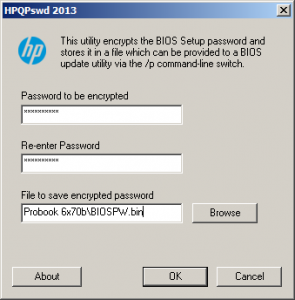 HPQPswd 2013
hp
This utility encrypts the BIOS Setup password and
stores it in a file which can be provided to a BIOS
update utility via the /p command-line switch.
Password to be encrypted
**********
Re-enter Password
**********
File to save encrypted password
Probook 6x70b\BIOSPW.bin
Browse
About
OK
Cancel